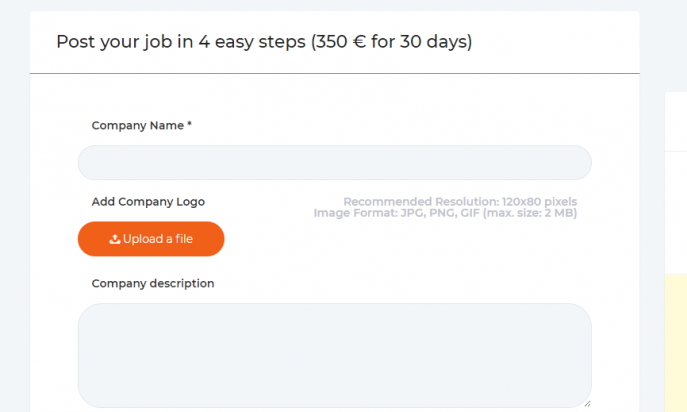 Post your job in 4 easy steps (350 € for 30 days)
Company Name *
Add Company Logo
Recommended Resolution: 120x80 pixels
Image Format: JPG, PNG, GIF (max. size: 2 MB)
Upload a file
Company description